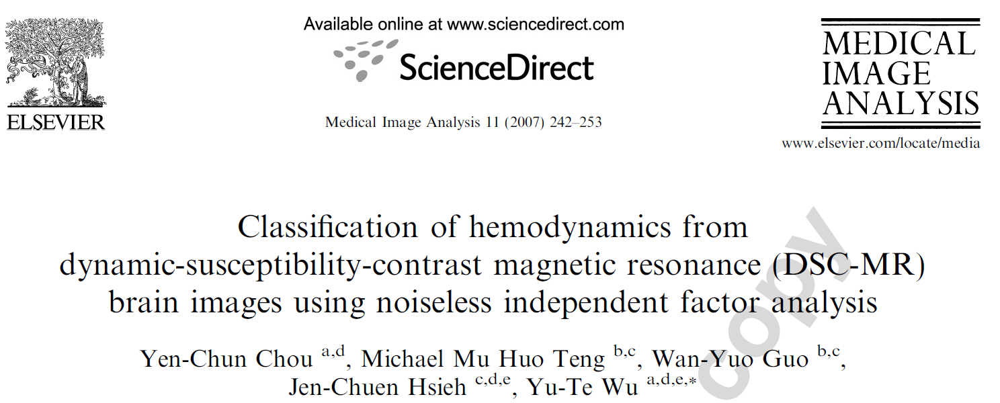 Available online at www.sciencedirect.com
ScienceDirect
ELSEVIER
Medical Image Analysis 11 (2007) 242–253
MEDICAL
IMAGE
ANALYSIS
www.elsevier.com/locate/media
Classification of hemodynamics from
dynamic-susceptibility-contrast magnetic resonance (DSC-MR)
brain images using noiseless independent factor analysis
Yen-Chun Chou a,d, Michael Mu Huo Teng b,c, Wan-Yuo Guo b,c,
Jen-Chuen Hsieh c,d,e, Yu-Te Wu a,d,e,*
copy